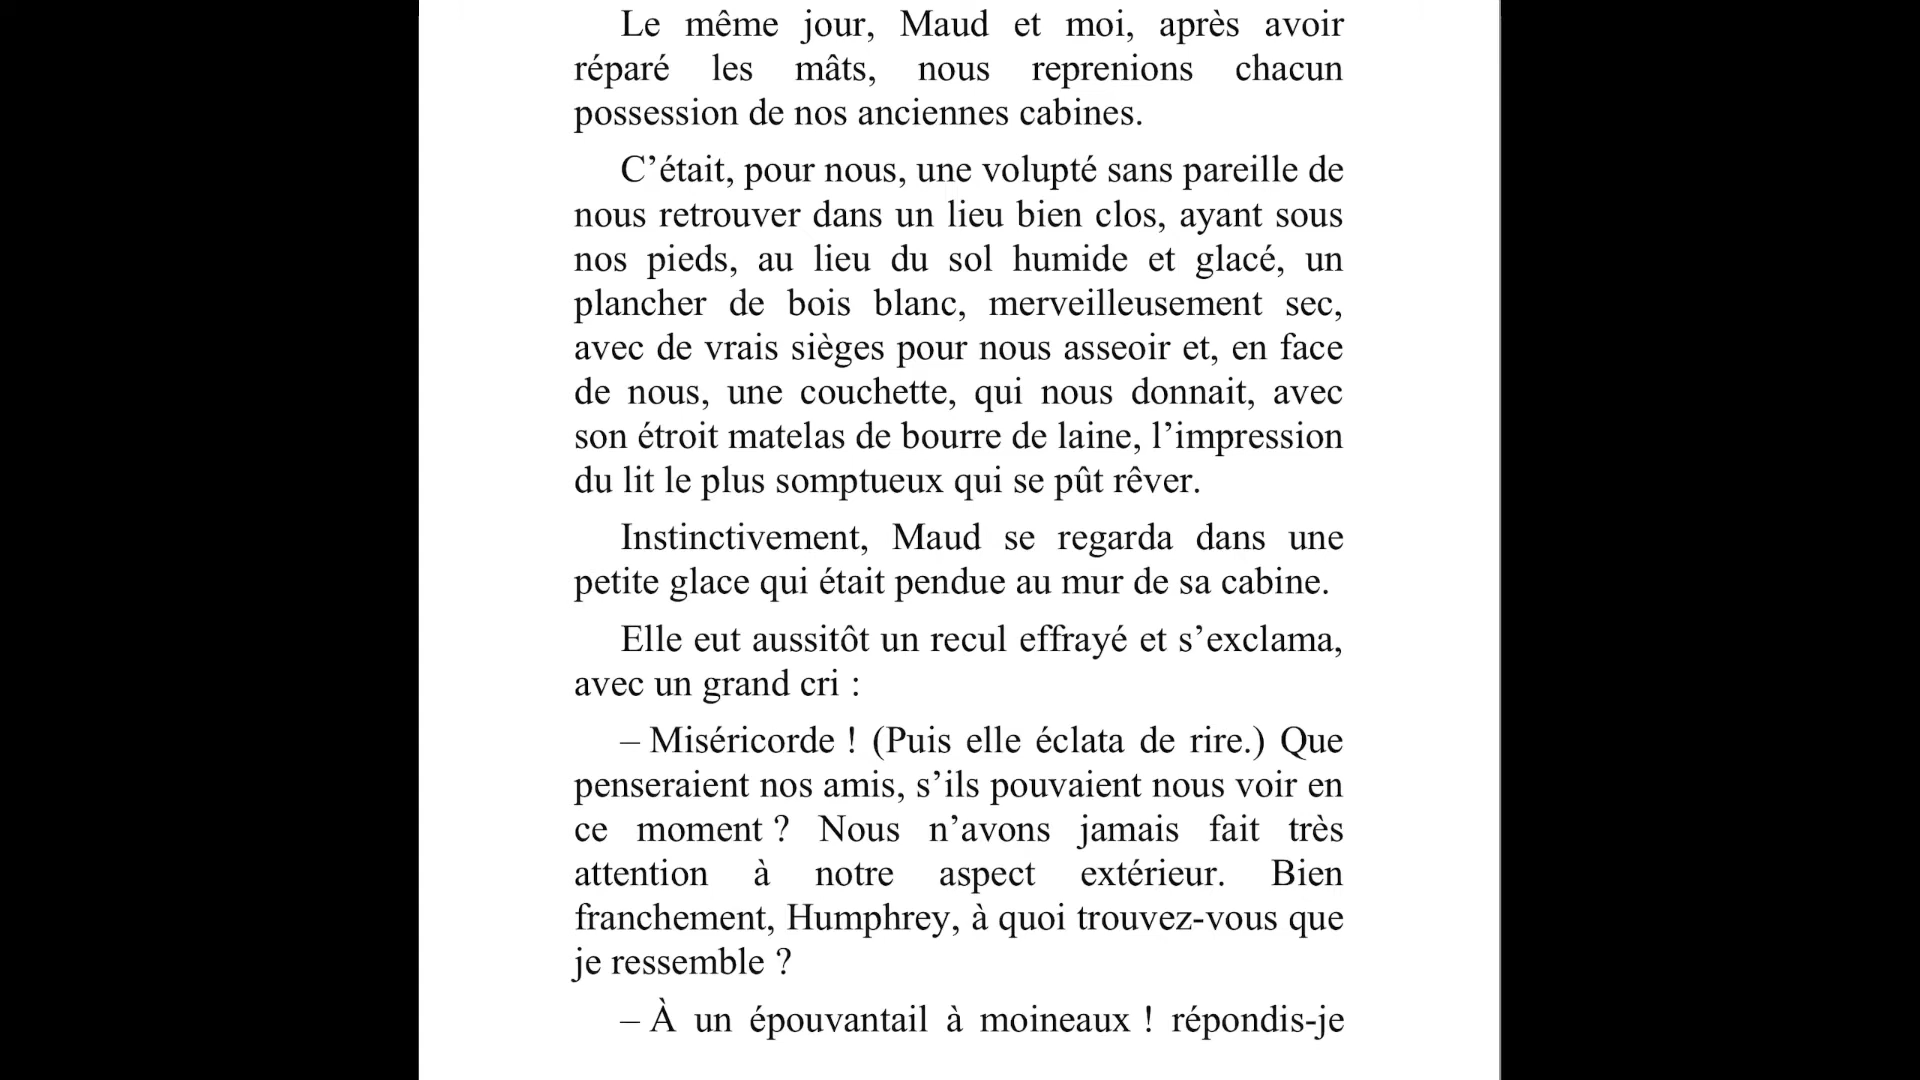 Le même jour, Maud et moi, après avoir
réparé les mâts, nous reprenions chacun
possession de nos anciennes cabines.
C’était, pour nous, une volupté sans pareille de
nous retrouver dans un lieu bien clos, ayant sous
nos pieds, au lieu du sol humide et glacé, un
plancher de bois blanc, merveilleusement sec,
avec de vrais sièges pour nous asseoir et, en face
de nous, une couchette, qui nous donnait, avec
son étroit matelas de bourre de laine, l’impression
du lit le plus somptueux qui se pût rêver.
Instinctivement, Maud se regarda dans une
petite glace qui était pendue au mur de sa cabine.
Elle eut aussitôt un recul effrayé et s’exclama,
avec un grand cri :
– Miséricorde ! (Puis elle éclata de rire.) Que
penseraient nos amis, s’ils pouvaient nous voir en
ce moment ? Nous n’avons jamais fait très
attention à notre aspect extérieur. Bien
franchement, Humphrey, à quoi trouvez-vous que
je ressemble ?
– À un épouvantail à moineaux ! répondis-je